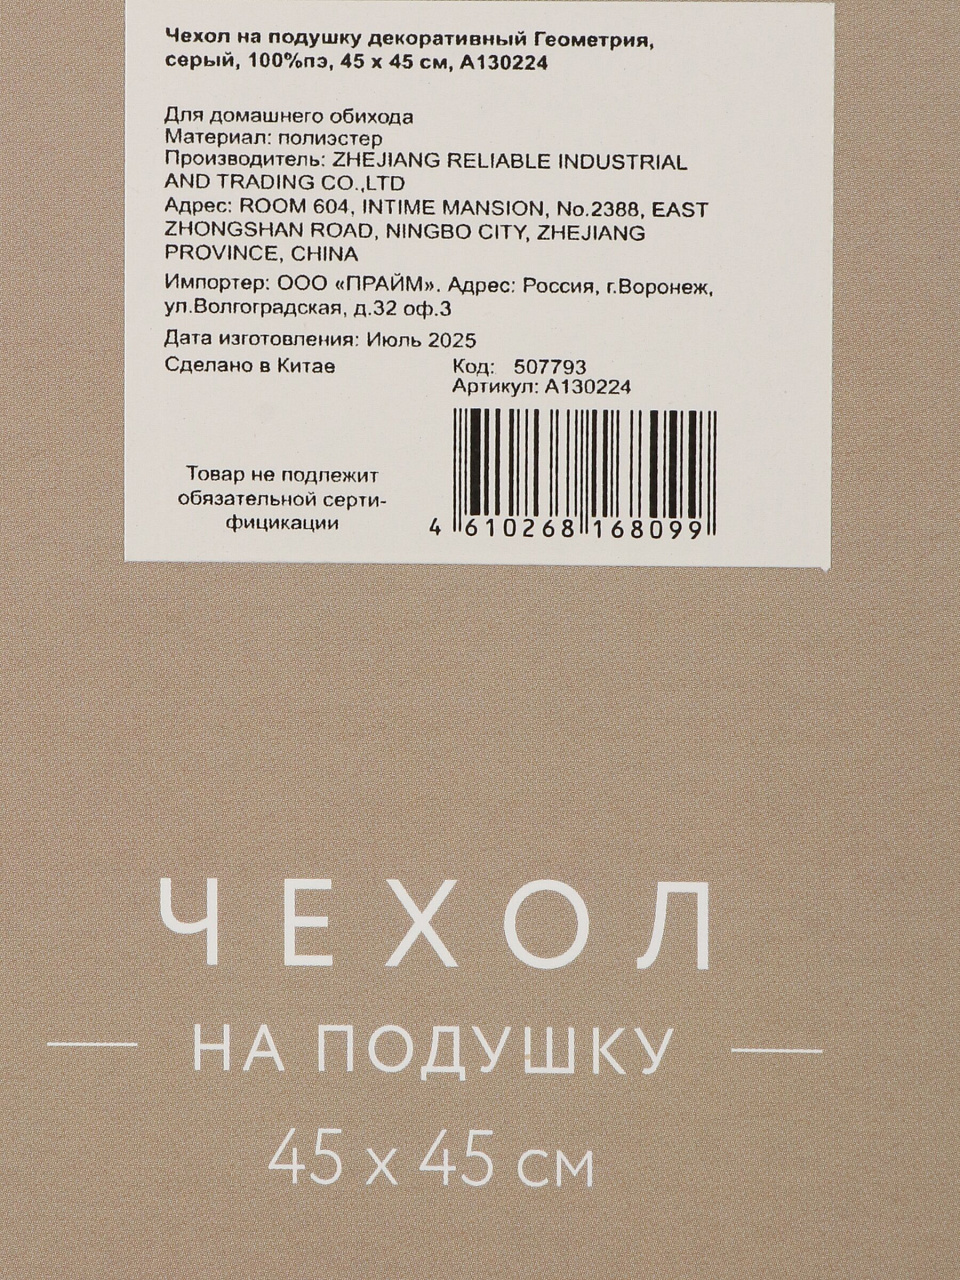 Чехол на подушку декоративный Геометрия,
серый, 100%пэ, 45 х 45 см, А130224
Для домашнего обихода
Материал: полиэстер
Производитель: ZHEJIANG RELIABLE INDUSTRIAL
AND TRADING CO.,LTD
Адрес: ROOM 604, INTIME MANSION, No.2388, EAST
ZHONGSHAN ROAD, NINGBO CITY, ZHEJIANG
PROVINCE, CHINA
Импортер: ООО «ПРАЙМ». Адрес: Россия, г.Воронеж,
ул.Волгоградская, д.32 оф.3
Дата изготовления: Июль 2025
Сделано в Китае
Код: 507793
Артикул: А130224
Товар не подлежит
обязательной серти-
фицикации
4 610268 168099
ЧЕХОЛ
НА ПОДУШКУ
45 х 45 см